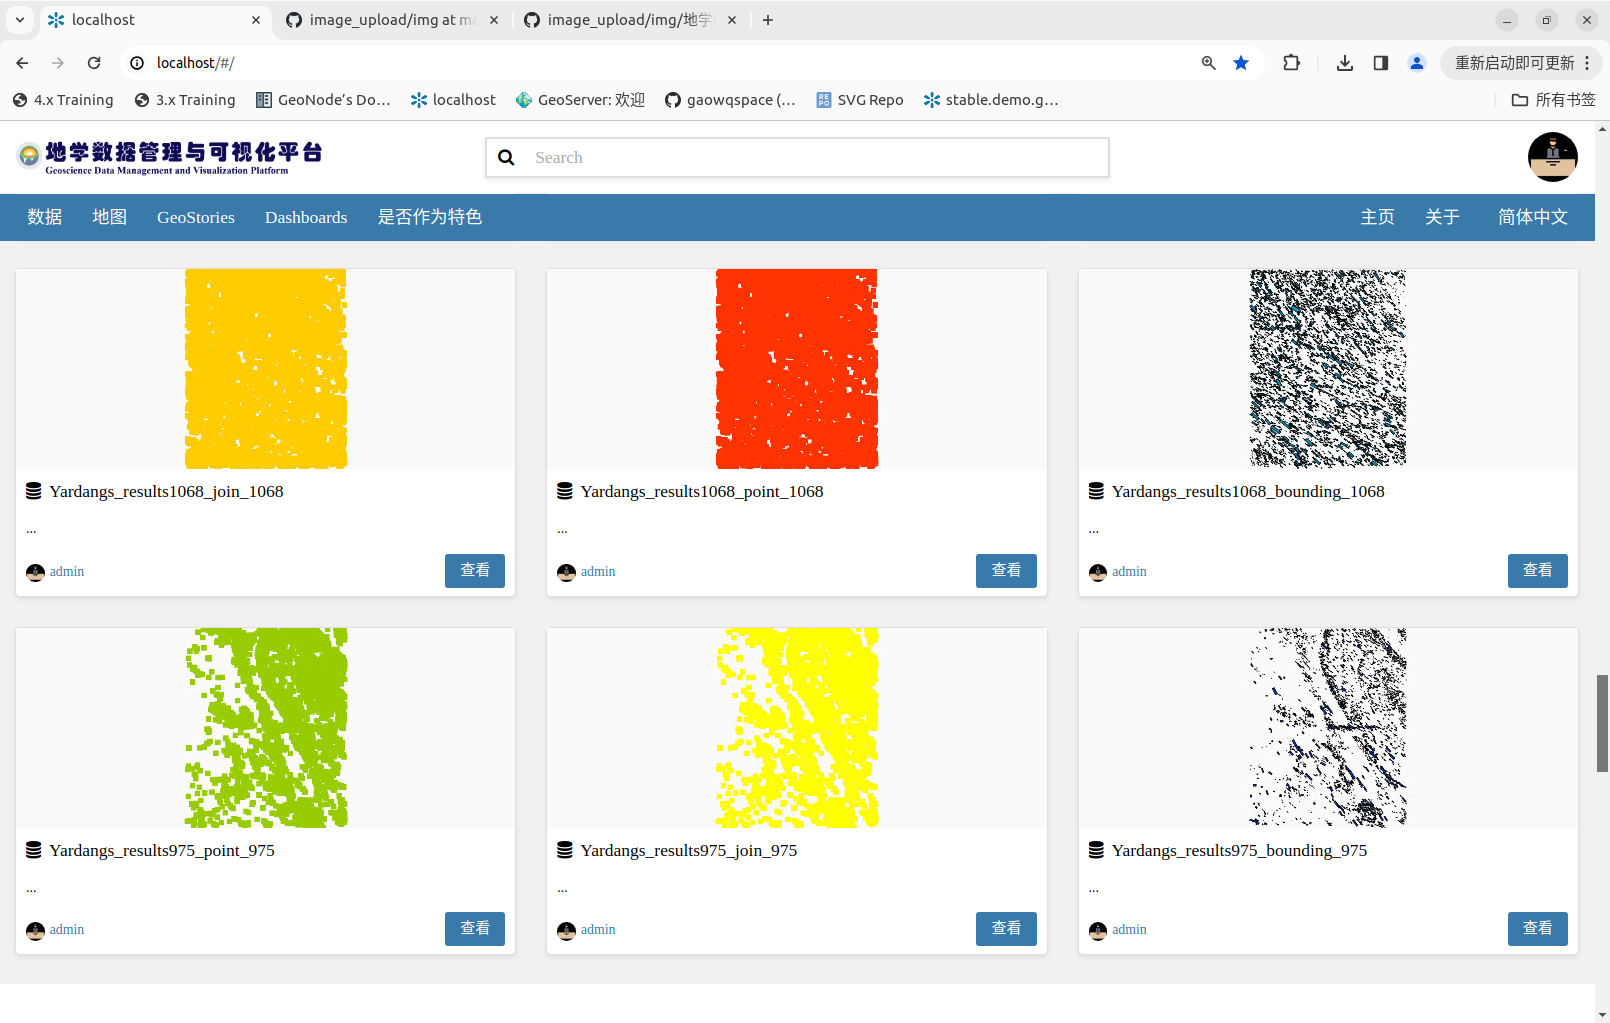 localhost
image_upload/img at ma
image_upload/img/地学
localhost/#/
重新启动即可更新
4.x Training
3.x Training
GeoNode's Do...
localhost
GeoServer: 欢迎
gaowqspace (...
SVG Repo
stable.demo.g...
所有书签
地学数据管理与可视化平台
Geoscience Data Management and Visualization Platform
Search
数据
地图
GeoStories
Dashboards
是否作为特色
主页
关于
简体中文
Yardangs_results1068_join_1068
...
admin
查看
Yardangs_results1068_point_1068
...
admin
查看
Yardangs_results1068_bounding_1068
...
admin
查看
Yardangs_results975_point_975
...
admin
查看
Yardangs_results975_join_975
...
admin
查看
Yardangs_results975_bounding_975
...
admin
查看